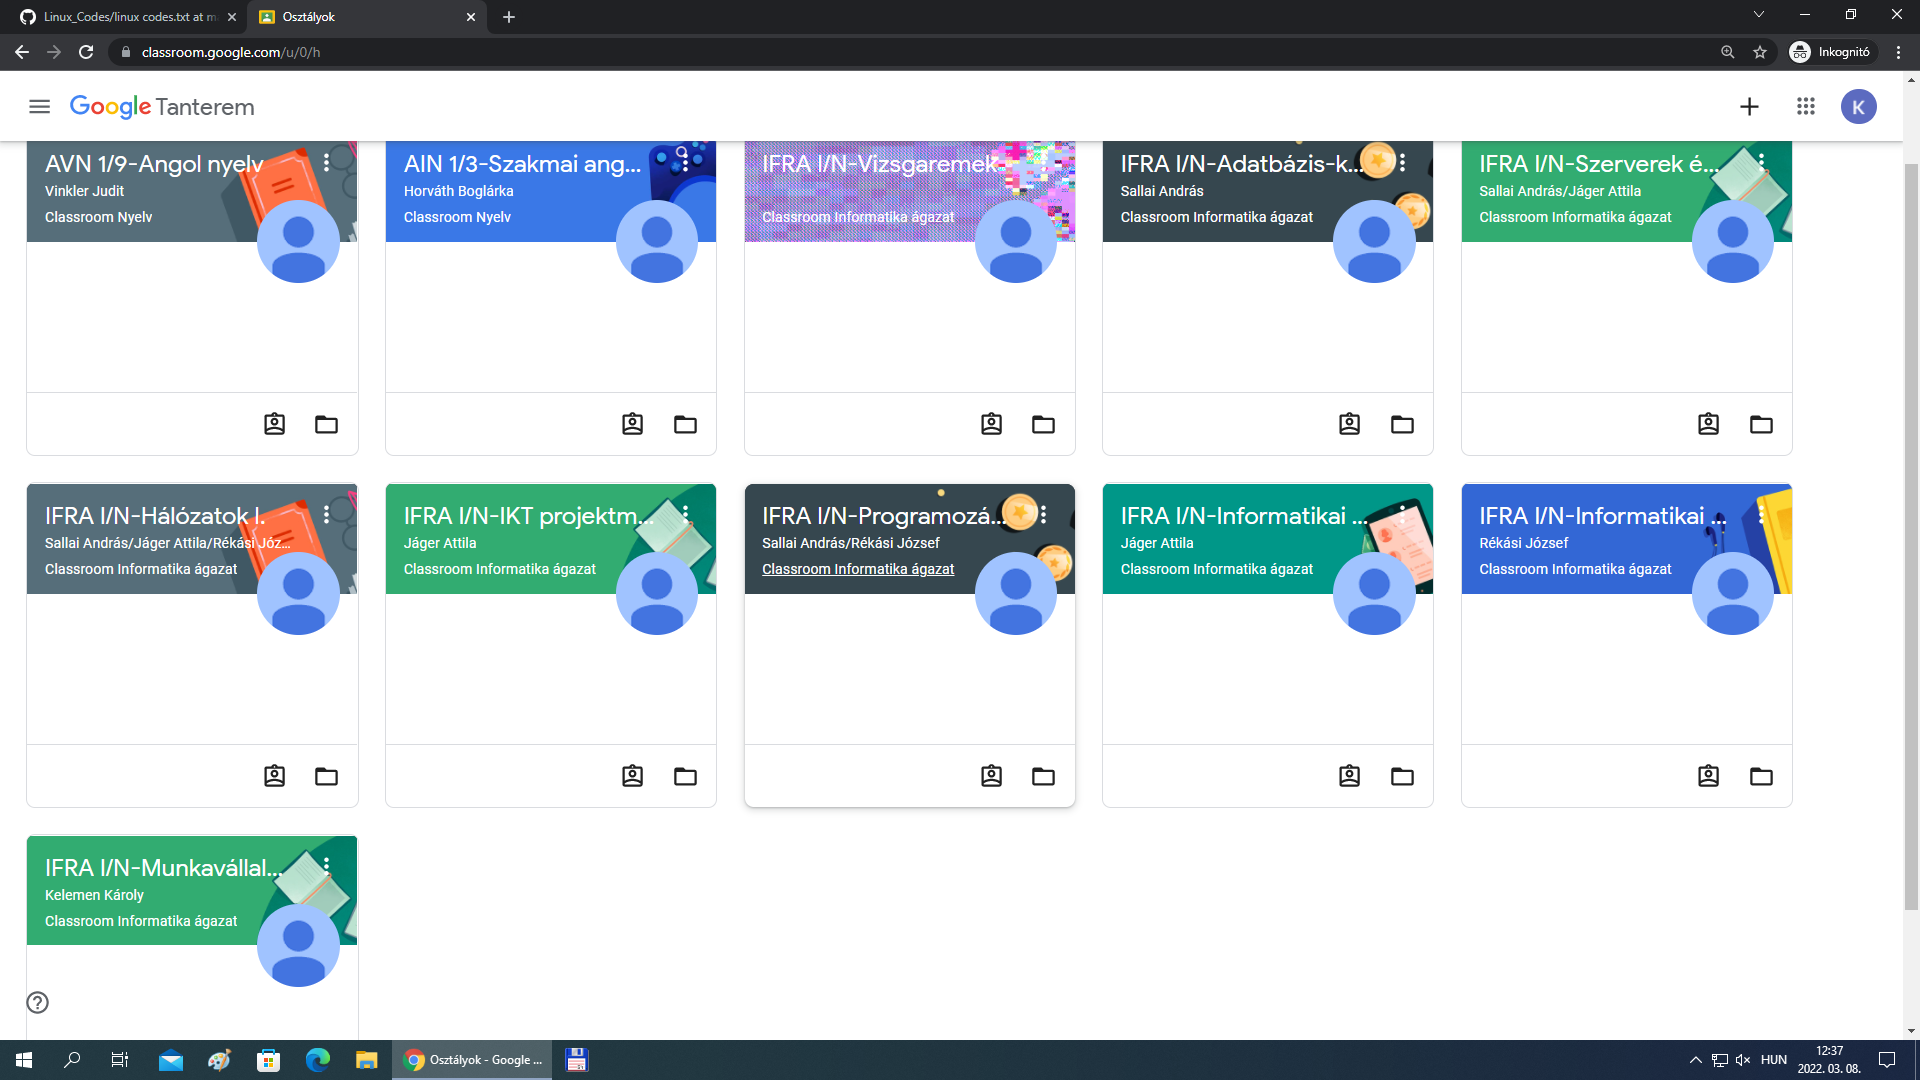 Linux_Codes/linux codes.txt at m
Osztályok
classroom.google.com/u/0/h
Inkognitó
Google Tanterem
K
AVN 1/9-Angol nyelv
Vinkler Judit
Classroom Nyelv
AIN 1/3-Szakmai ang...
Horváth Boglárka
Classroom Nyelv
IFRA I/N-Vizsgaremek
Classroom Informatika ágazat
IFRA I/N-Adatbázis-k...
Sallai András
Classroom Informatika ágazat
IFRA I/N-Szerverek é...
Sallai András/Jáger Attila
Classroom Informatika ágazat
IFRA I/N-Hálózatok I.
Sallai András/Jáger Attila/Rékási Józ...
Classroom Informatika ágazat
IFRA I/N-IKT projektm...
Jáger Attila
Classroom Informatika ágazat
IFRA I/N-Programozá...
Sallai András/Rékási József
Classroom Informatika ágazat
IFRA I/N-Informatikai ...
Jáger Attila
Classroom Informatika ágazat
IFRA I/N-Informatikai ...
Rékási József
Classroom Informatika ágazat
IFRA I/N-Munkavállal...
Kelemen Károly
Classroom Informatika ágazat
Osztályok - Google ...
HUN
12:37
2022. 03. 08.